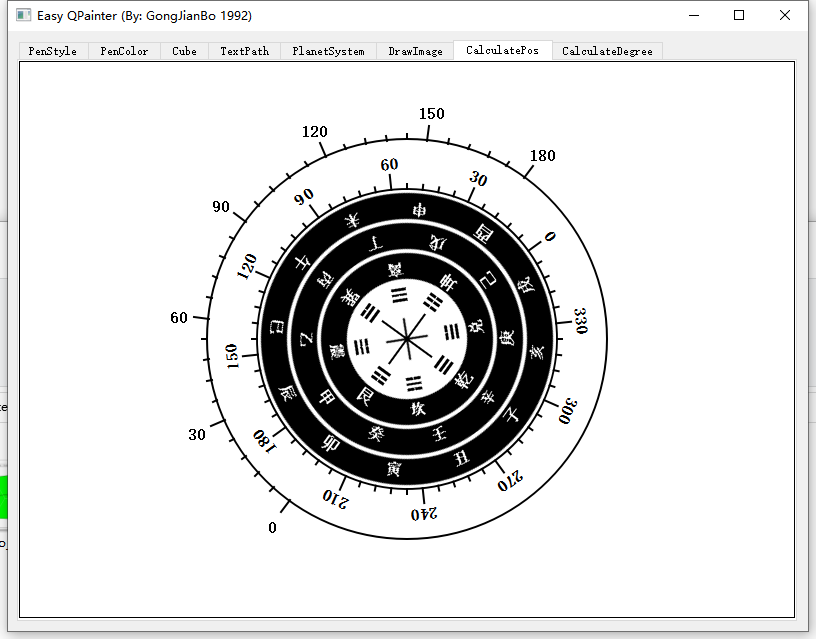 Easy QPainter (By: GongJianBo 1992)
PenStyle
PenColor
Cube
TextPath
PlanetSystem
DrawImage
CalculatePos
CalculateDegree
0
30
60
90
120
150
180
0
30
60
90
120
150
180
210
240
270
300
330
子
丑
寅
卯
辰
巳
午
未
申
酉
戌
亥
甲
乙
丙
丁
戊
己
庚
辛
壬
癸
乾
坎
艮
巽
坤
兑